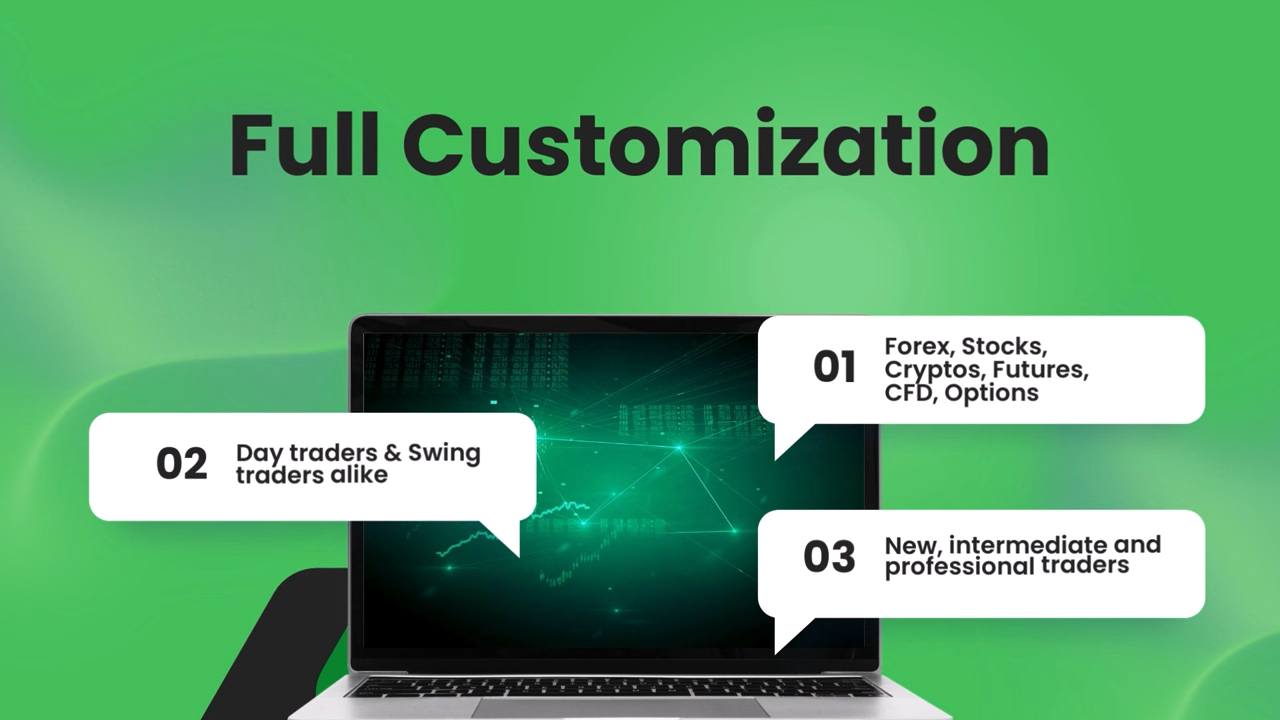 Full Customization
01
Forex, Stocks,
Cryptos, Futures,
CFD, Options
02
Day traders & Swing
traders alike
03
New, intermediate and
professional traders